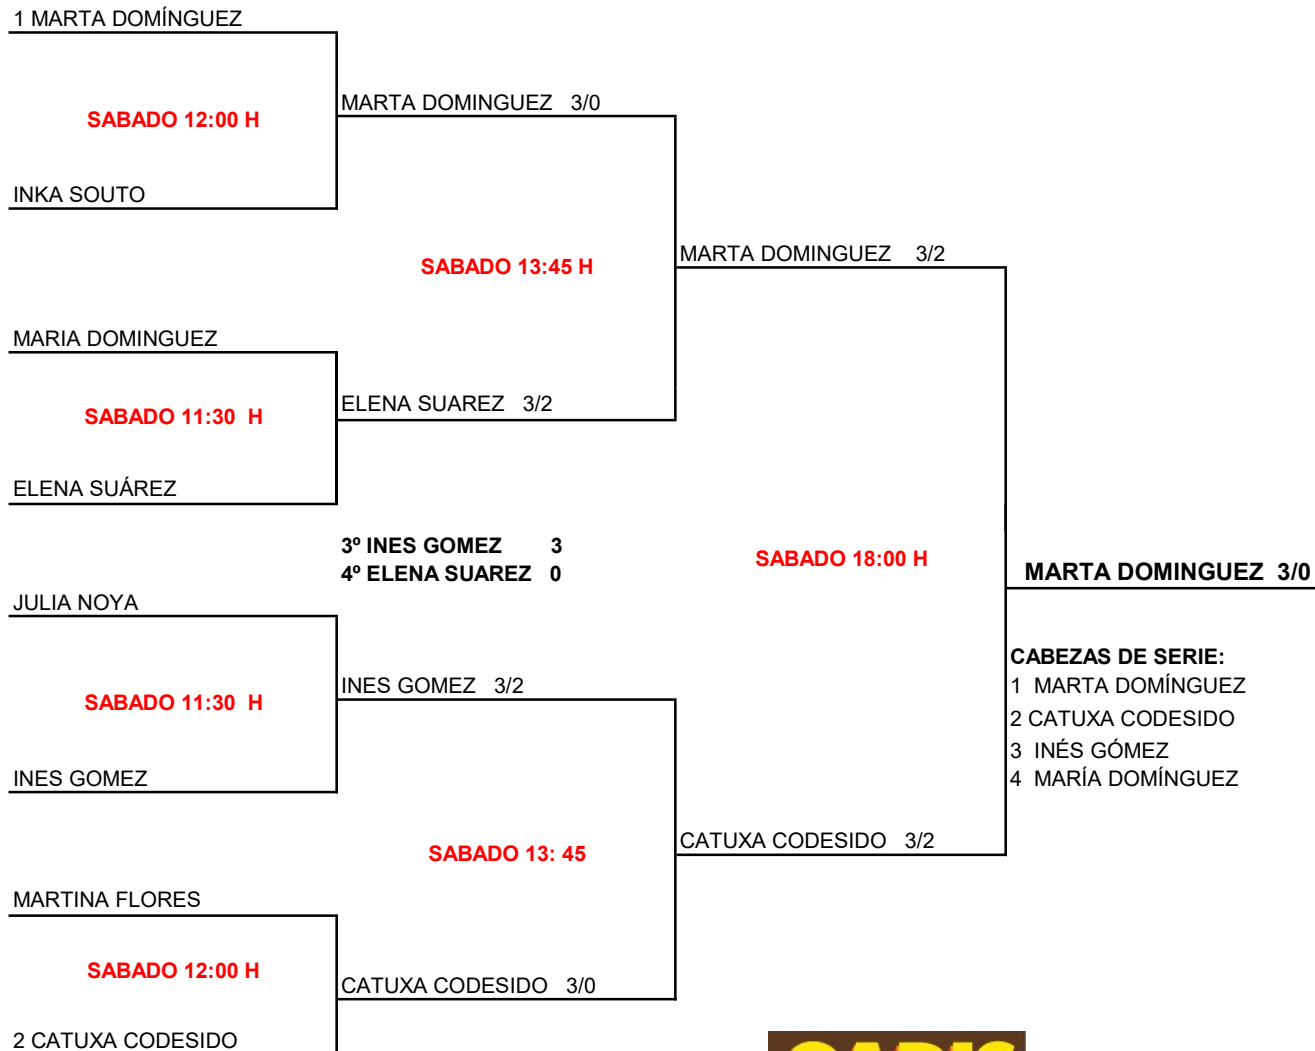 1 MARTA DOMÍNGUEZ
MARTA DOMINGUEZ 3/0
SABADO 12:00 H
INKA SOUTO
MARTA DOMINGUEZ 3/2
SABADO 13:45 H
MARIA DOMINGUEZ
ELENA SUAREZ 3/2
SABADO 11:30 H
ELENA SUÁREZ
3º INES GOMEZ 3
4º ELENA SUAREZ 0
SABADO 18:00 H
MARTA DOMINGUEZ 3/0
JULIA NOYA
CABEZAS DE SERIE:
1 MARTA DOMÍNGUEZ
2 CATUXA CODESIDO
3 INÉS GÓMEZ
4 MARÍA DOMÍNGUEZ
INES GOMEZ 3/2
SABADO 11:30 H
INES GOMEZ
CATUXA CODESIDO 3/2
SABADO 13: 45
MARTINA FLORES
SABADO 12:00 H
CATUXA CODESIDO 3/0
2 CATUXA CODESIDO